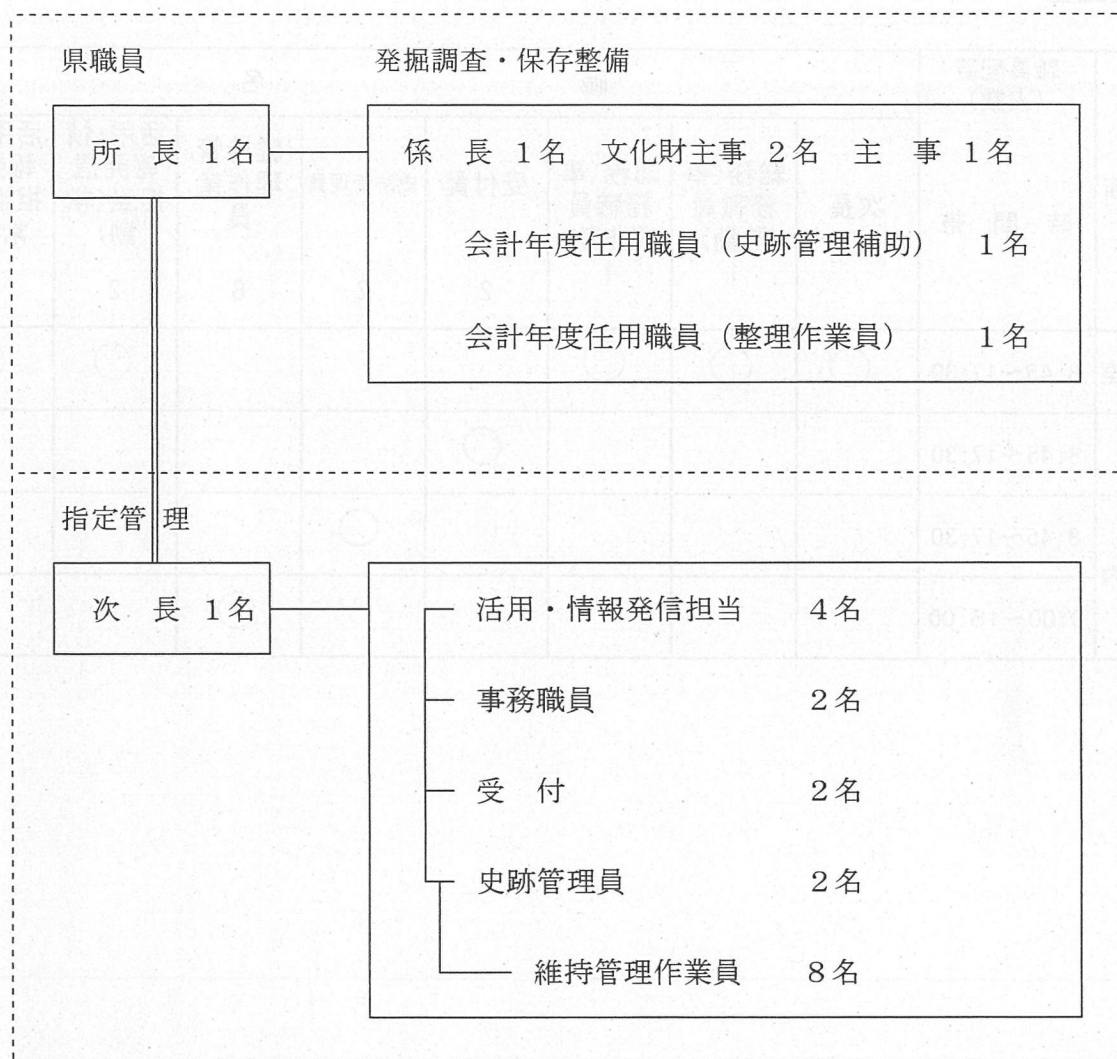 県職員 発掘調査・保存整備
所 長 1名 係 長 1名 文化財主事 2名 主 事 1名
会計年度任用職員(史跡管理補助) 1名
会計年度任用職員(整理作業員) 1名
指定管理
次 長 1名 活用・情報発信担当 4名
事務職員 2名
受 付 2名
史跡管理員 2名
維持管理作業員 8名